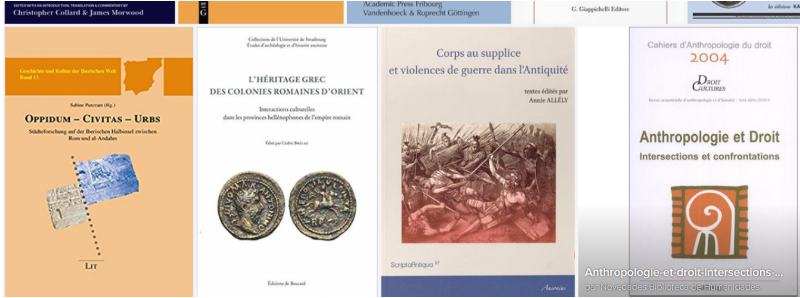 EDITED WITH AN INTRODUCTION, TRANSLATION & COMMENTARY BY
Christopher Collard & James Morwood
G
Academic Press Fribourg
Vandenhoeck & Ruprecht Göttingen
G. Giappichelli Editore
Geschichte und Kultur der Iberischen Welt
Band 13
Sabine Panzram (Hg.)
OPPIDUM – CIVITAS – URBS
Städteforschung auf der Iberischen Halbinsel zwischen
Rom und al-Andalus
LIT
Collections de l'Université de Strasbourg
Études d'archéologie et d'histoire ancienne
L'HÉRITAGE GREC
DES COLONIES ROMAINES D'ORIENT
Interactions culturelles
dans les provinces hellénophones de l'empire romain
Édité par Cédric BRÉLAZ
Éditions de Boccard
Corps au supplice
et violences de guerre dans l'Antiquité
textes édités par
Annie ALLÉLY
ScriptaAntiqua 67
Ausonius
Cahiers d'Anthropologie du droit
2004
DROIT
CULTURES
Anthropologie et Droit
Intersections et confrontations
Anthropologie-et-droit-intersections-...
par Novedades Biblioteca de Humanidades